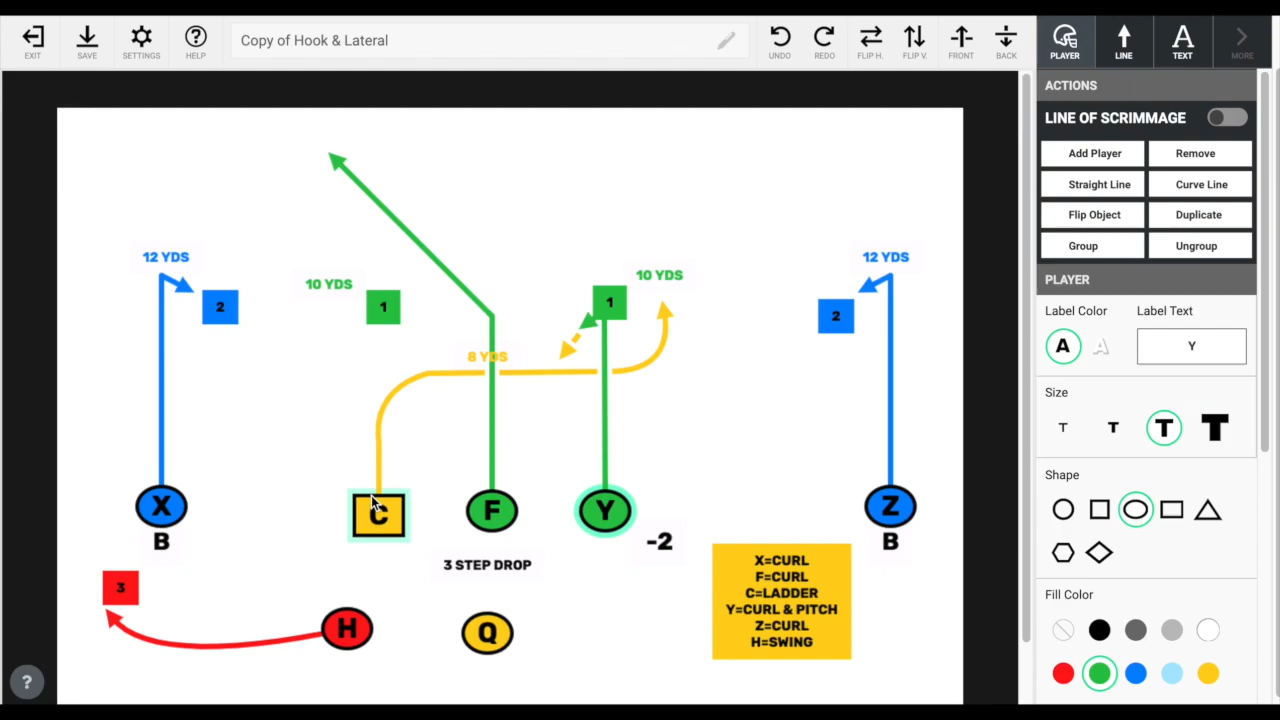 Copy of Hook & Lateral
EXIT
SAVE
SETTINGS
HELP
UNDO
REDO
FLIP H.
FLIP V.
FRONT
BACK
PLAYER
LINE
A
TEXT
MORE
ACTIONS
LINE OF SCRIMMAGE
Add Player
Remove
Straight Line
Curve Line
Flip Object
Duplicate
Group
Ungroup
PLAYER
Label Color
Label Text
A
A
Y
Size
T
T
T
T
Shape
Fill Color
12 YDS
10 YDS
10 YDS
12 YDS
2
1
1
2
8 YDS
X
C
F
Y
Z
B
-2
B
3 STEP DROP
3
H
Q
X=CURL
F=CURL
C=LADDER
Y=CURL & PITCH
Z=CURL
H=SWING
?